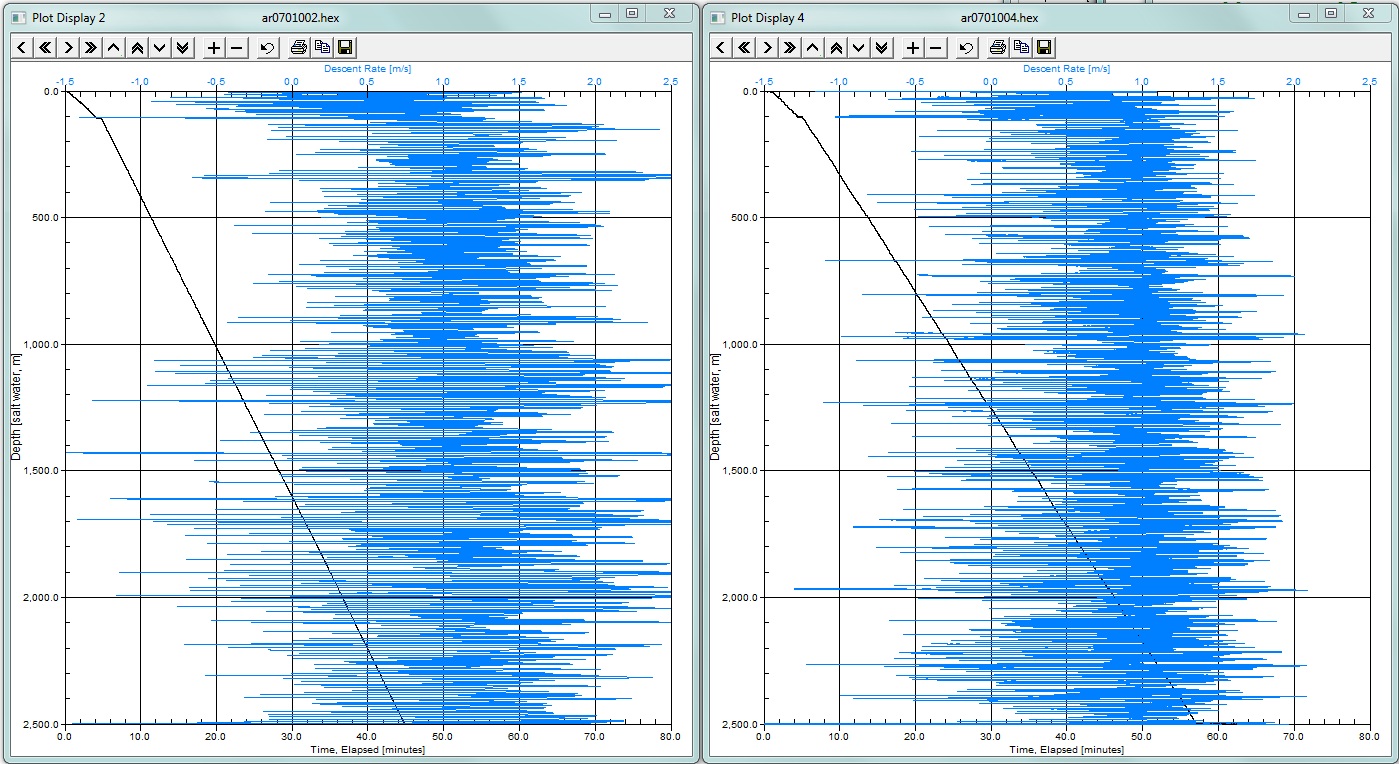 Plot Display 2 ar0701002.hex
Descent Rate [m/s]
-1.5 -1.0 -0.5 0.0 0.5 1.0 1.5 2.0 2.5
0.0
500.0
1,000.0
1,500.0
2,000.0
2,500.0
Depth [salt water, m]
0.0 10.0 20.0 30.0 40.0 50.0 60.0 70.0 80.0
Time, Elapsed [minutes]
Plot Display 4 ar0701004.hex
Descent Rate [m/s]
-1.5 -1.0 -0.5 0.0 0.5 1.0 1.5 2.0 2.5
0.0
500.0
1,000.0
1,500.0
2,000.0
2,500.0
Depth [salt water, m]
0.0 10.0 20.0 30.0 40.0 50.0 60.0 70.0 80.0
Time, Elapsed [minutes]